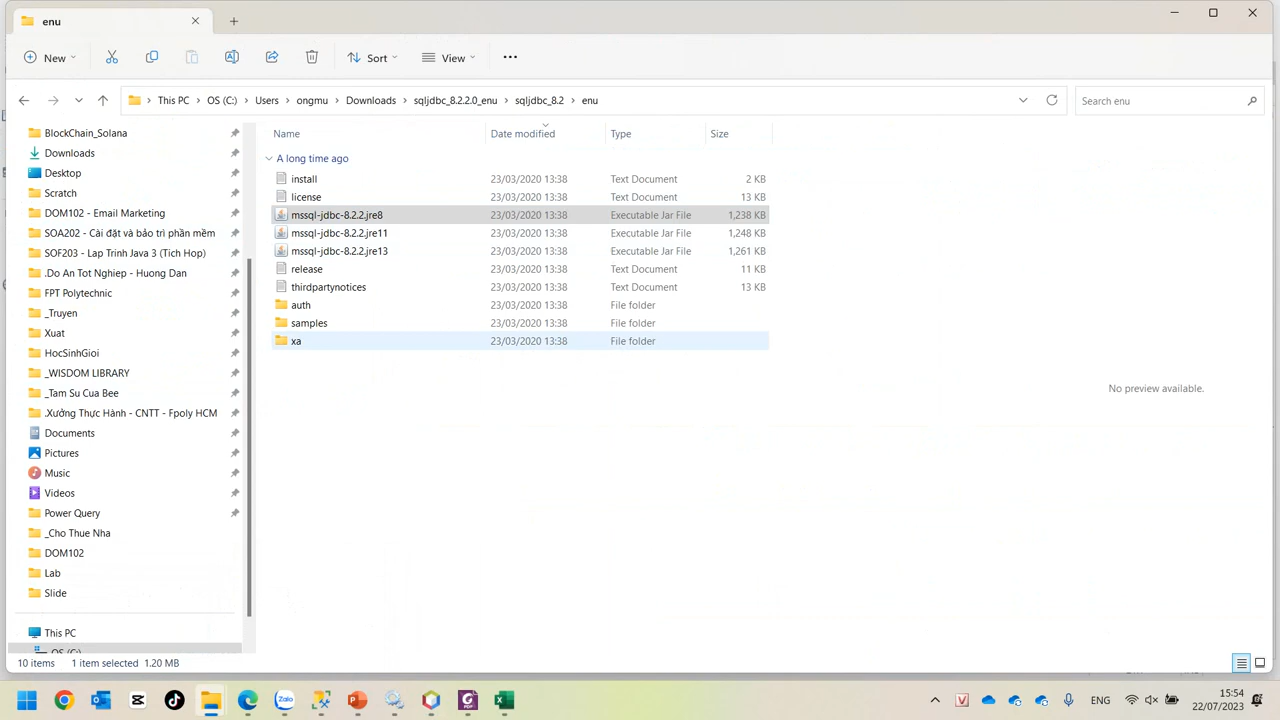 enu
New
Sort
View
This PC
OS (C:)
Users
ongmu
Downloads
sqljdbc_8.2.2.0_enu
sqljdbc_8.2
enu
Search enu
BlockChain_Solana
Downloads
Desktop
Scratch
DOM102 - Email Marketing
SOA202 - Cài đặt và bảo trì phần mềm
SOF203 - Lap Trinh Java 3 (Tích Hop)
.Do An Tot Nghiep - Huong Dan
FPT Polytechnic
_Truyen
Xuat
HocSinhGioi
_WISDOM LIBRARY
_Tam Su Cua Bee
.Xưởng Thực Hành - CNTT - Fpoly HCM
Documents
Pictures
Music
Videos
Power Query
_Cho Thue Nha
DOM102
Lab
Slide
This PC
OS (C:)
Name Date modified Type Size
A long time ago
install 23/03/2020 13:38 Text Document 2 KB
license 23/03/2020 13:38 Text Document 13 KB
mssql-jdbc-8.2.2.jre8 23/03/2020 13:38 Executable Jar File 1,238 KB
mssql-jdbc-8.2.2.jre11 23/03/2020 13:38 Executable Jar File 1,248 KB
mssql-jdbc-8.2.2.jre13 23/03/2020 13:38 Executable Jar File 1,261 KB
release 23/03/2020 13:38 Text Document 11 KB
thirdpartynotices 23/03/2020 13:38 Text Document 13 KB
auth 23/03/2020 13:38 File folder
samples 23/03/2020 13:38 File folder
xa 23/03/2020 13:38 File folder
No preview available.
10 items 1 item selected 1.20 MB
Zalo
ENG
15:54
22/07/2023